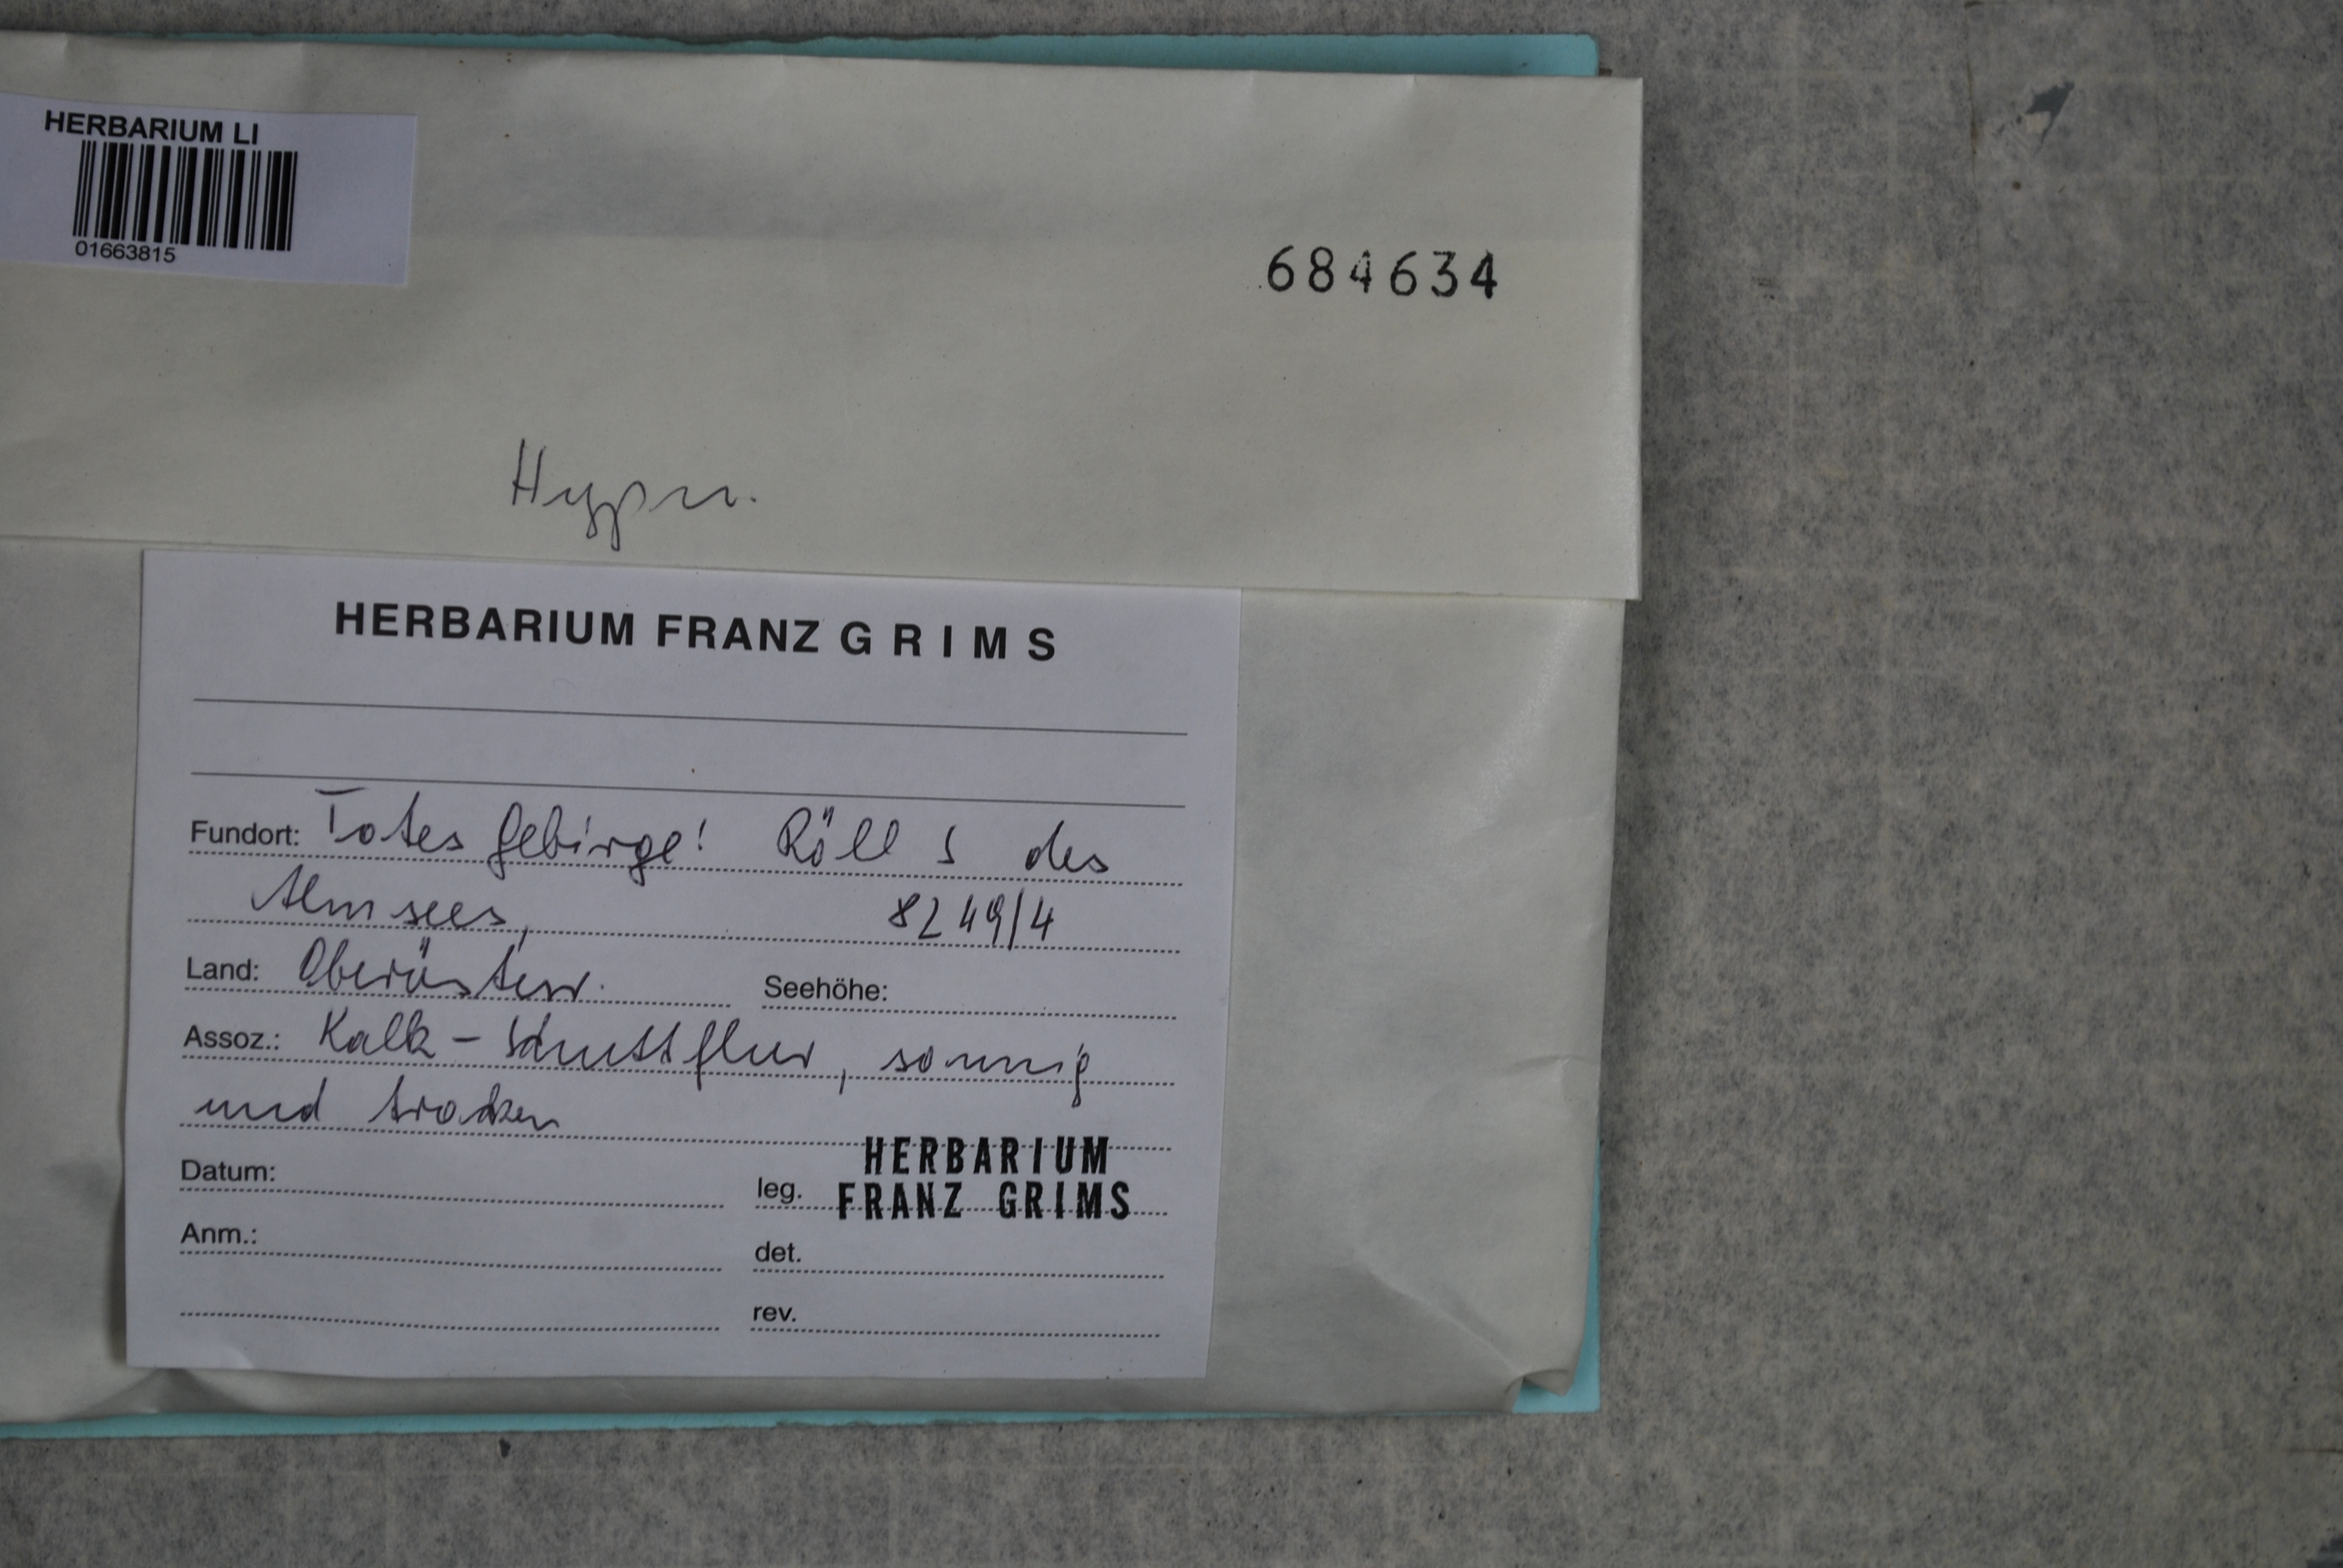 HERBARIUM LI
01663815
684634
Hypn.
HERBARIUM FRANZ GRIMS
Fundort: Totes Gebirge! Röll S des
Almsees, 8249/4
Land: Oberösterr. Seehöhe:
Assoz.: Kalk-Schuttflur, sonnig
und trocken
HERBARIUM
Datum: leg. FRANZ GRIMS
Anm.: det.
rev.